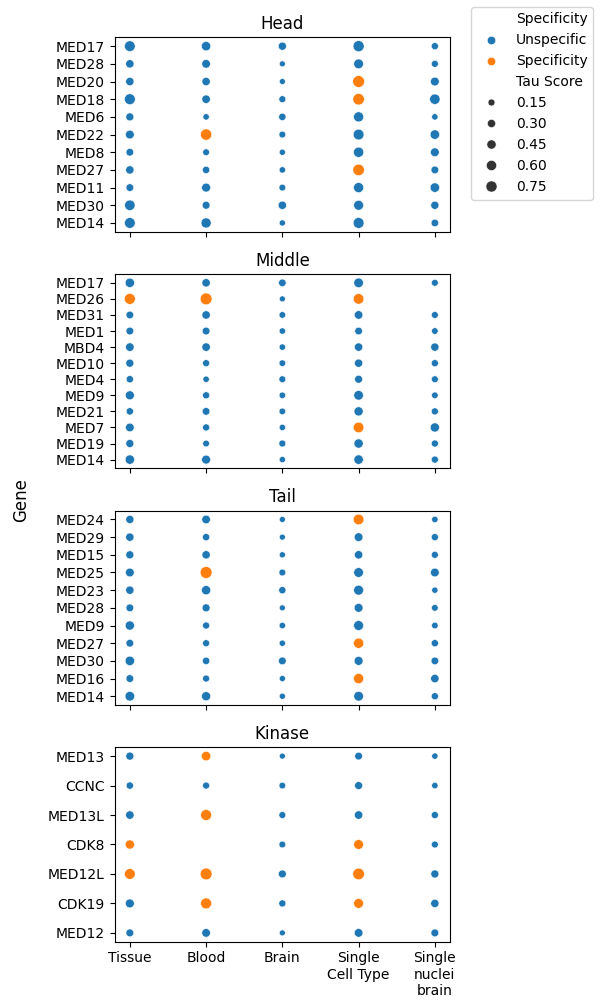 Head
MED17
MED28
MED20
MED18
MED6
MED22
MED8
MED27
MED11
MED30
MED14
Specificity
Unspecific
Specificity
Tau Score
0.15
0.30
0.45
0.60
0.75
Middle
MED17
MED26
MED31
MED1
MBD4
MED10
MED4
MED9
MED21
MED7
MED19
MED14
Gene
Tail
MED24
MED29
MED15
MED25
MED23
MED28
MED9
MED27
MED30
MED16
MED14
Kinase
MED13
CCNC
MED13L
CDK8
MED12L
CDK19
MED12
Tissue
Blood
Brain
Single
Cell Type
Single
nuclei
brain